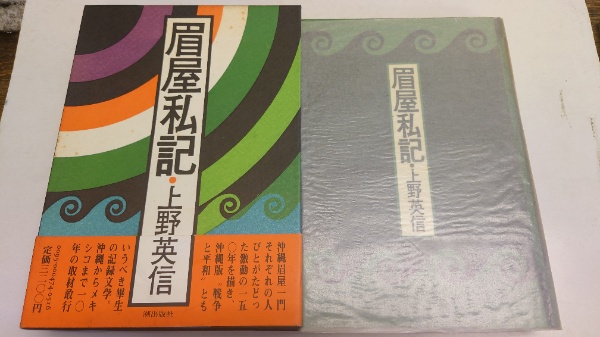 眉屋私記・上野英信
沖縄眉屋一門
それぞれの人
びとがたどっ
た激動の一五
〇年を描き、
沖縄版〝戦争
と平和〟とも
いうべき畢生
の記録文学。
沖縄からメキ
シコまで一〇
年の取材敢行
定価二二〇〇円
潮出版社
眉屋私記・上野英信